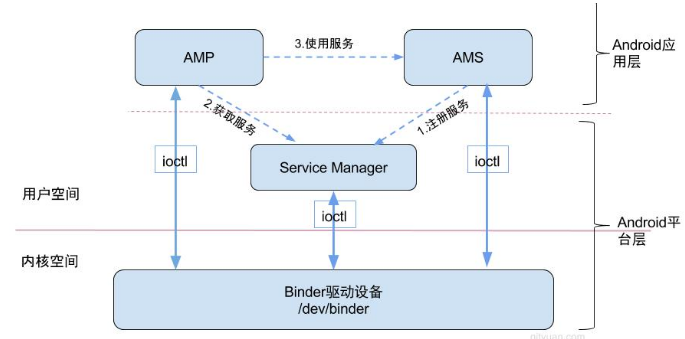 3.使用服务
AMP
AMS
Android应
用层
2.获取服务
1.注册服务
ioctl
Service Manager
ioctl
用户空间
ioctl
Android平
台层
内核空间
Binder驱动设备
/dev/binder